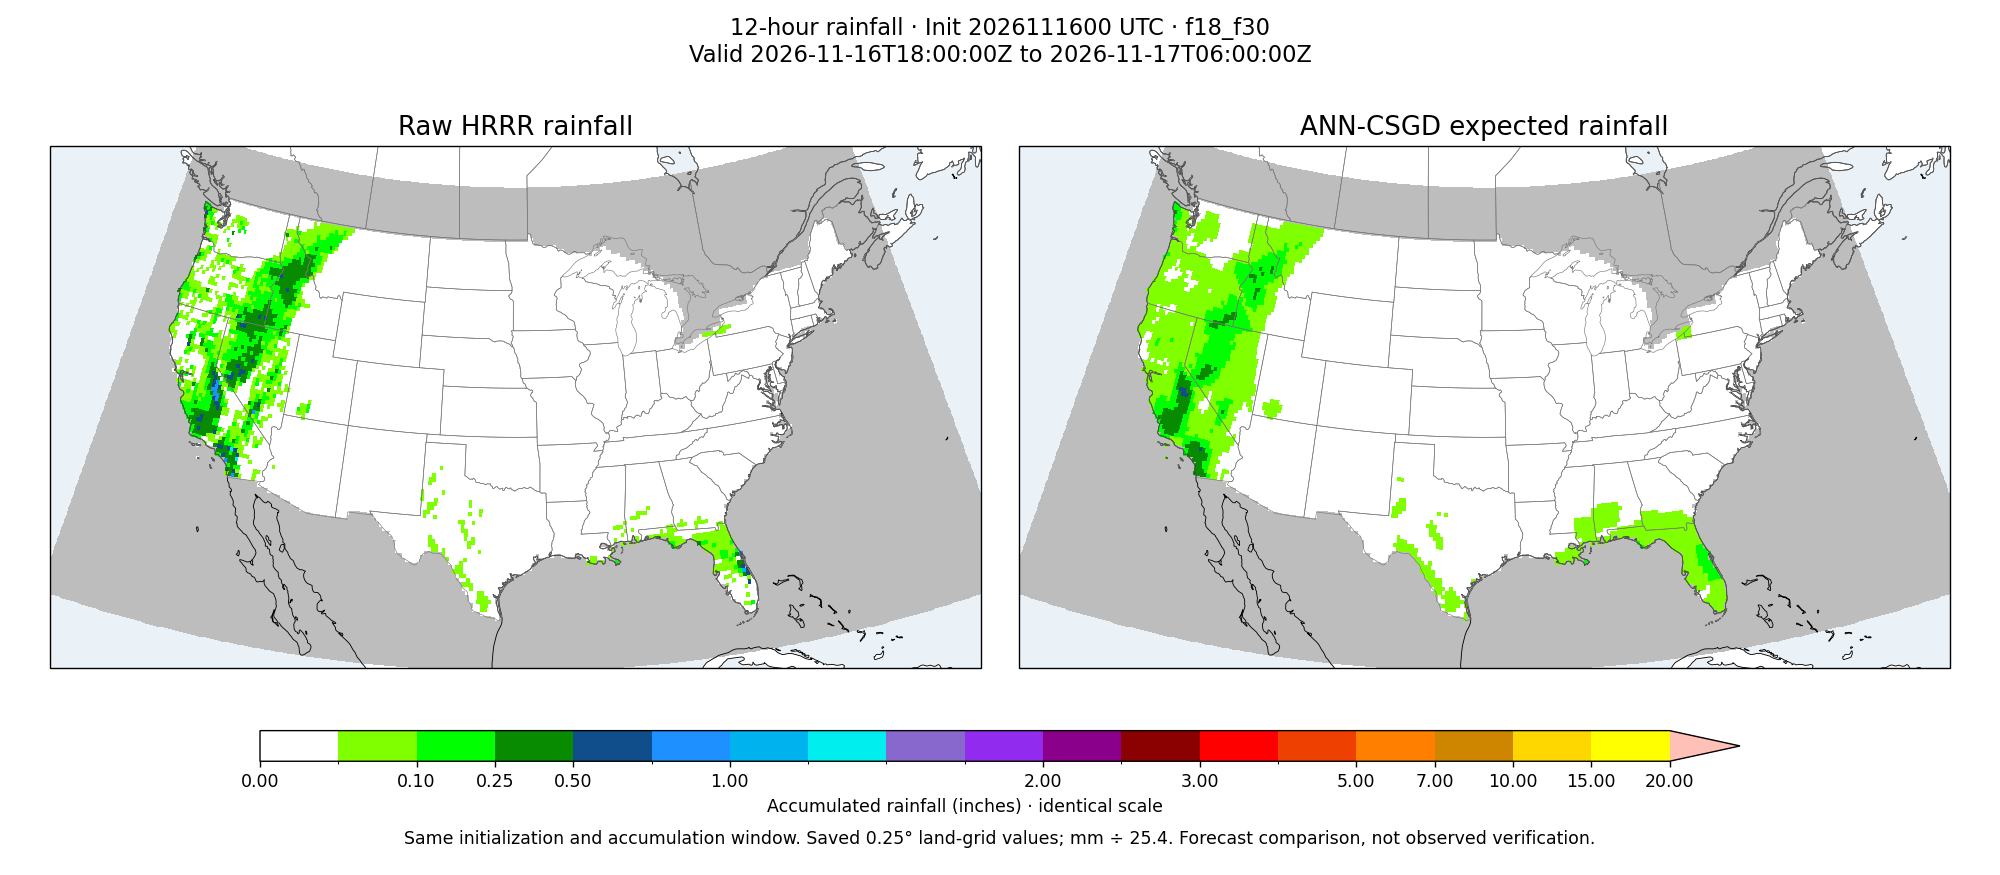 12-hour rainfall · Init 2026111600 UTC · f18_f30
Valid 2026-11-16T18:00:00Z to 2026-11-17T06:00:00Z
Raw HRRR rainfall
ANN-CSGD expected rainfall
0.00 0.10 0.25 0.50 1.00 2.00 3.00 5.00 7.00 10.00 15.00 20.00
Accumulated rainfall (inches) · identical scale
Same initialization and accumulation window. Saved 0.25° land-grid values; mm ÷ 25.4. Forecast comparison, not observed verification.